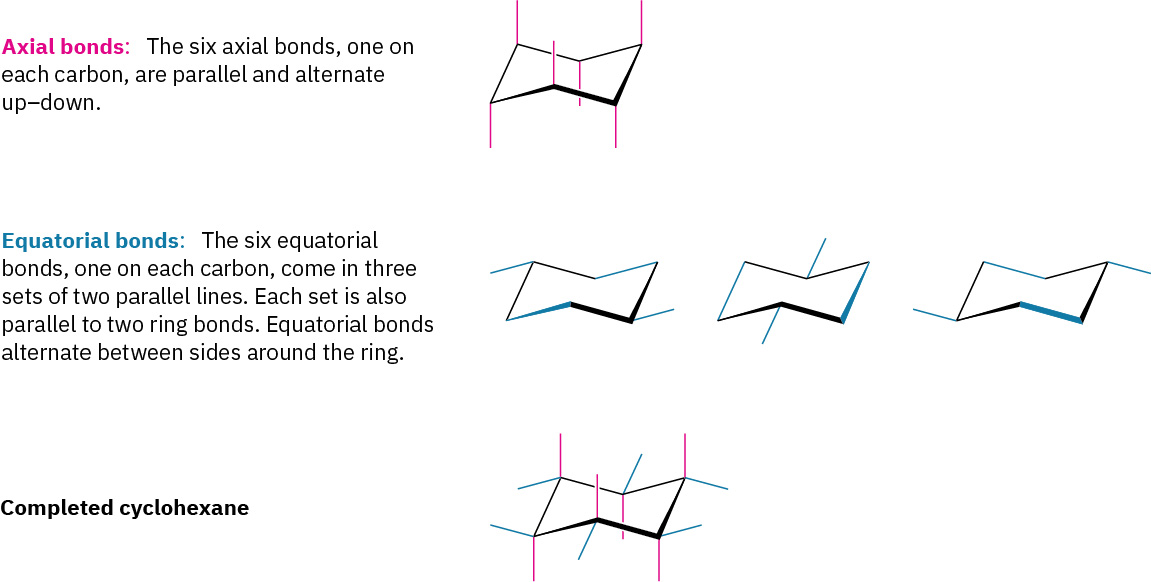 Axial bonds: The six axial bonds, one on
each carbon, are parallel and alternate
up–down.
Equatorial bonds: The six equatorial
bonds, one on each carbon, come in three
sets of two parallel lines. Each set is also
parallel to two ring bonds. Equatorial bonds
alternate between sides around the ring.
Completed cyclohexane